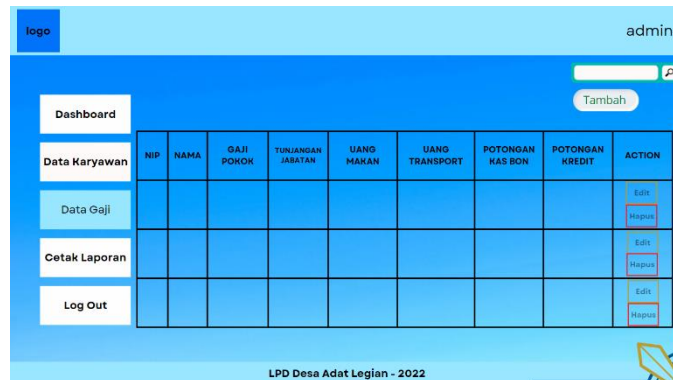 logo
admin
Tambah
Dashboard
Data Karyawan
Data Gaji
Cetak Laporan
Log Out
NIP NAMA GAJI POKOK TUNJANGAN JABATAN UANG MAKAN UANG TRANSPORT POTONGAN KAS BON POTONGAN KREDIT ACTION
Edit
Hapus
Edit
Hapus
Edit
Hapus
LPD Desa Adat Legian - 2022